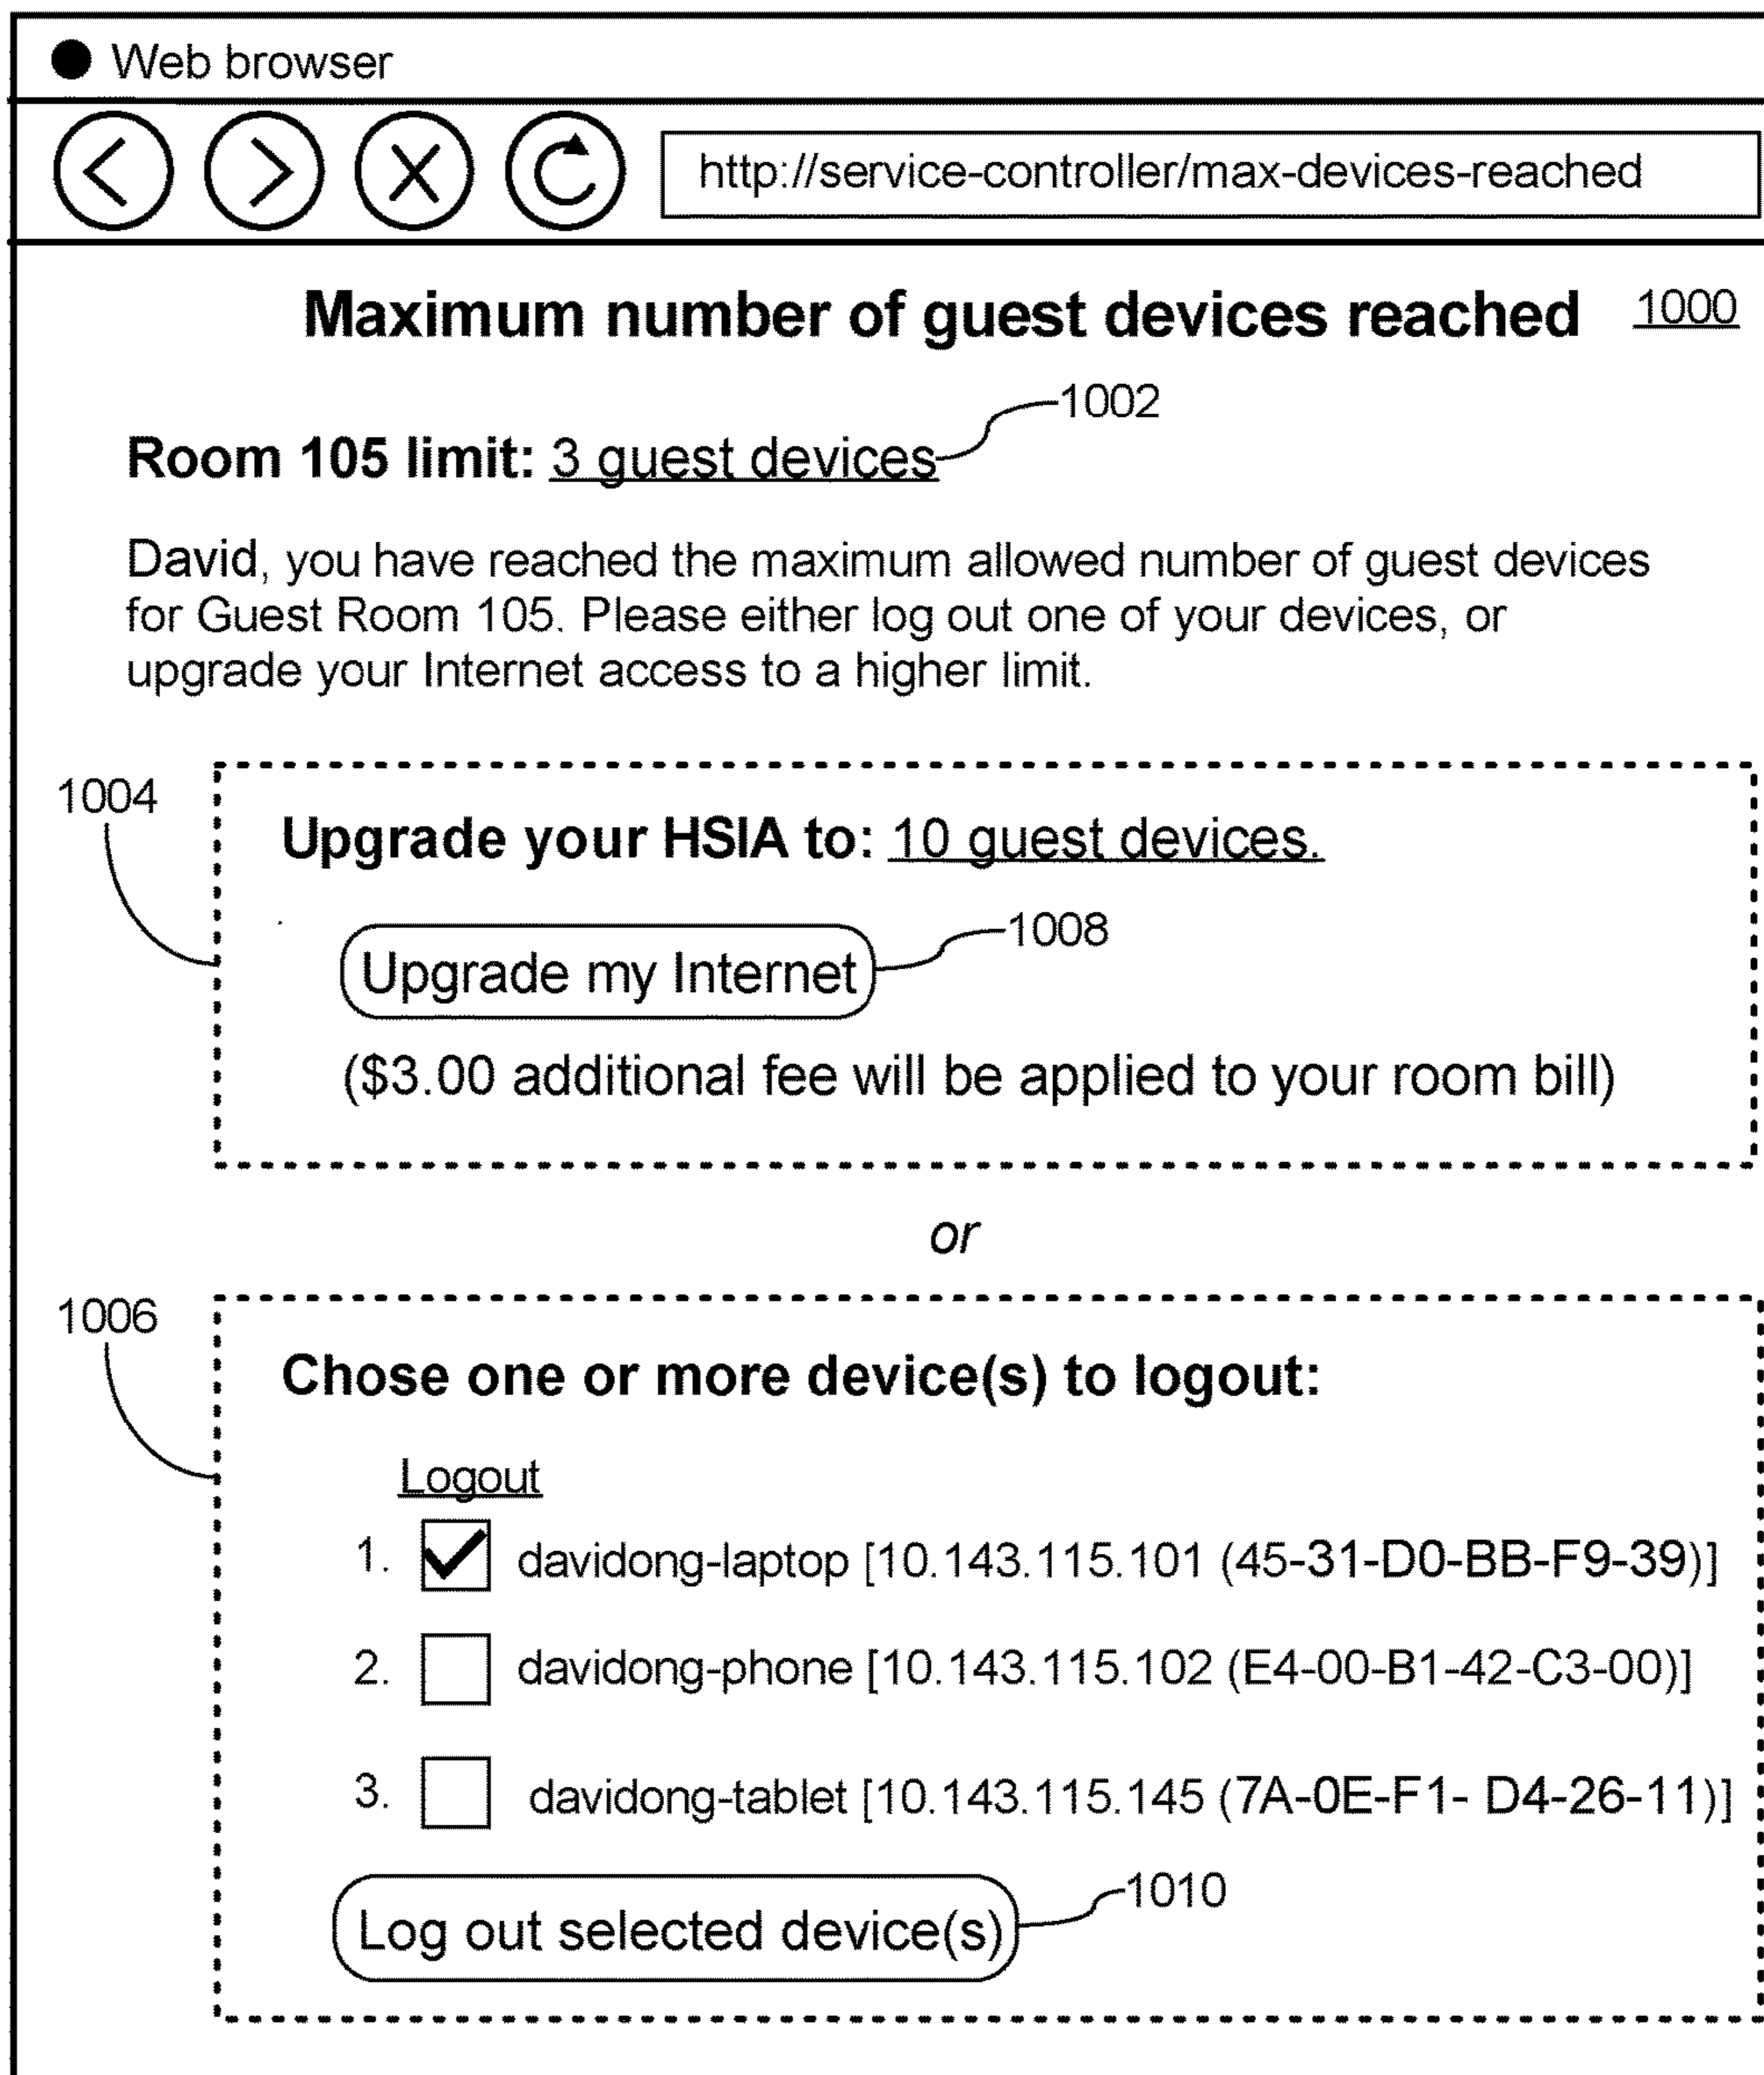 Web browser
http://service-controller/max-devices-reached
Maximum number of guest devices reached 1000
1002
Room 105 limit: 3 guest devices
David, you have reached the maximum allowed number of guest devices
for Guest Room 105. Please either log out one of your devices, or
upgrade your Internet access to a higher limit.
1004
Upgrade your HSIA to: 10 guest devices.
1008
Upgrade my Internet
($3.00 additional fee will be applied to your room bill)
or
1006
Chose one or more device(s) to logout:
Logout
1. davidong-laptop [10.143.115.101 (45-31-D0-BB-F9-39)]
2. davidong-phone [10.143.115.102 (E4-00-B1-42-C3-00)]
3. davidong-tablet [10.143.115.145 (7A-0E-F1- D4-26-11)]
1010
Log out selected device(s)